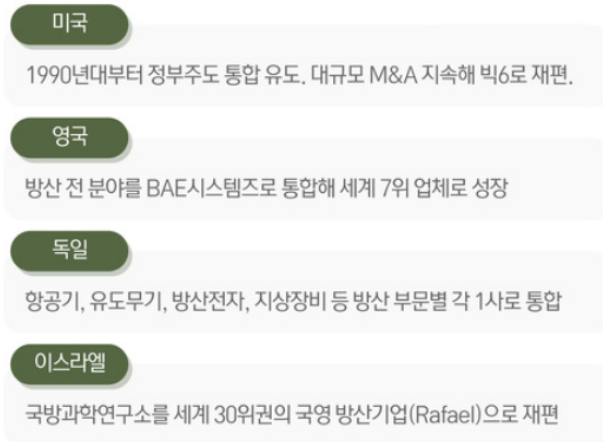 미국
1990년대부터 정부주도 통합 유도. 대규모 M&A 지속해 빅6로 재편.
영국
방산 전 분야를 BAE시스템즈로 통합해 세계 7위 업체로 성장
독일
항공기, 유도무기, 방산전자, 지상장비 등 방산 부문별 각 1사로 통합
이스라엘
국방과학연구소를 세계 30위권의 국영 방산기업(Rafael)으로 재편